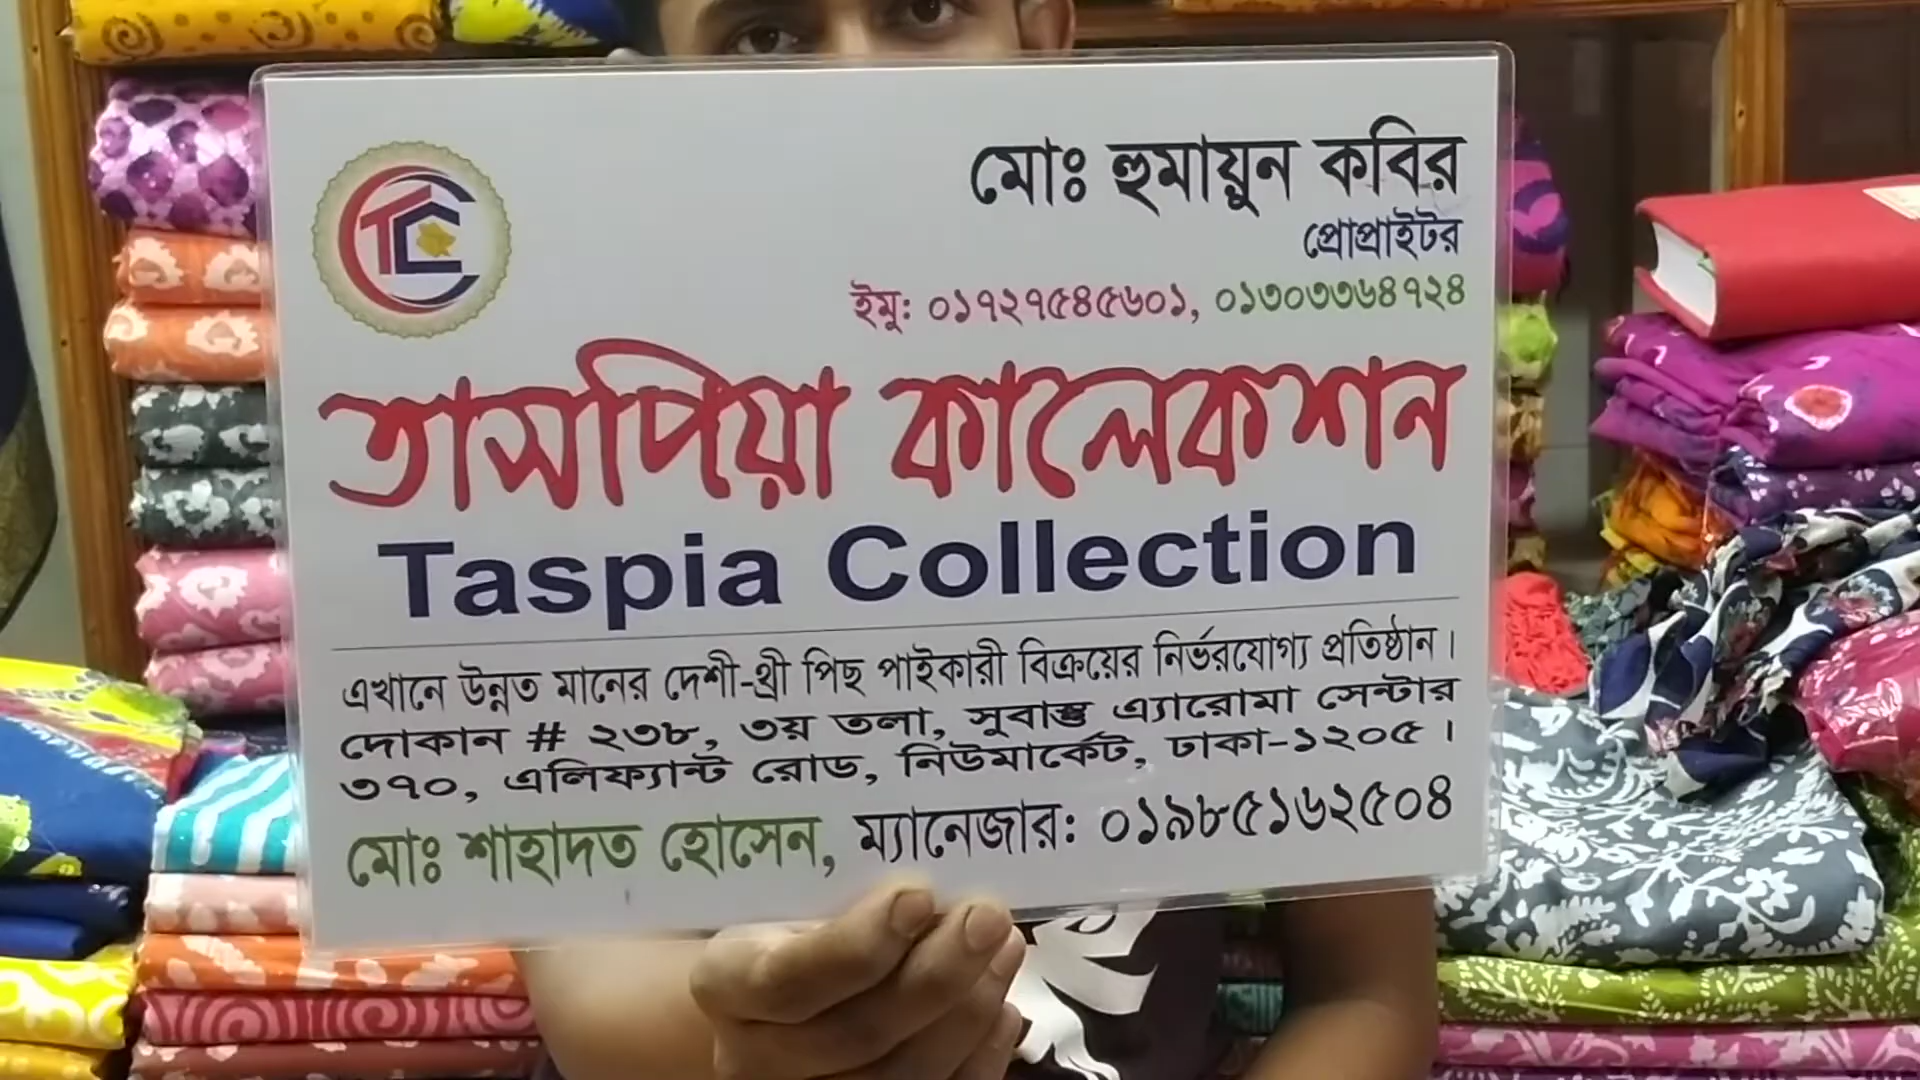 TCC
মোঃ হুমায়ুন কবির
প্রোপ্রাইটর
ইমু: ০১৭২৭৫৪৫৬০১, ০১৩০৩৩৬৪৭২৪
তাসপিয়া কালেকশন
Taspia Collection
এখানে উন্নত মানের দেশী-থ্রী পিছ পাইকারী বিক্রয়ের নির্ভরযোগ্য প্রতিষ্ঠান।
দোকান # ২৩৮, ৩য় তলা, সুবাস্তু এ্যারোমা সেন্টার
৩৭০, এলিফ্যান্ট রোড, নিউমার্কেট, ঢাকা-১২০৫।
মোঃ শাহাদত হোসেন, ম্যানেজার: ০১৯৮৫১৬২৫০৪